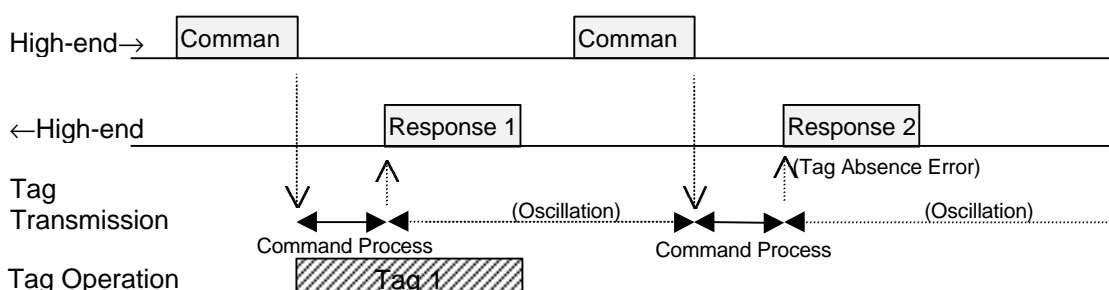 High-end→ Comman Comman
←High-end Response 1 Response 2
(Tag Absence Error)
Tag
Transmission
(Oscillation) (Oscillation)
Command Process Command Process
Tag Operation Tag 1